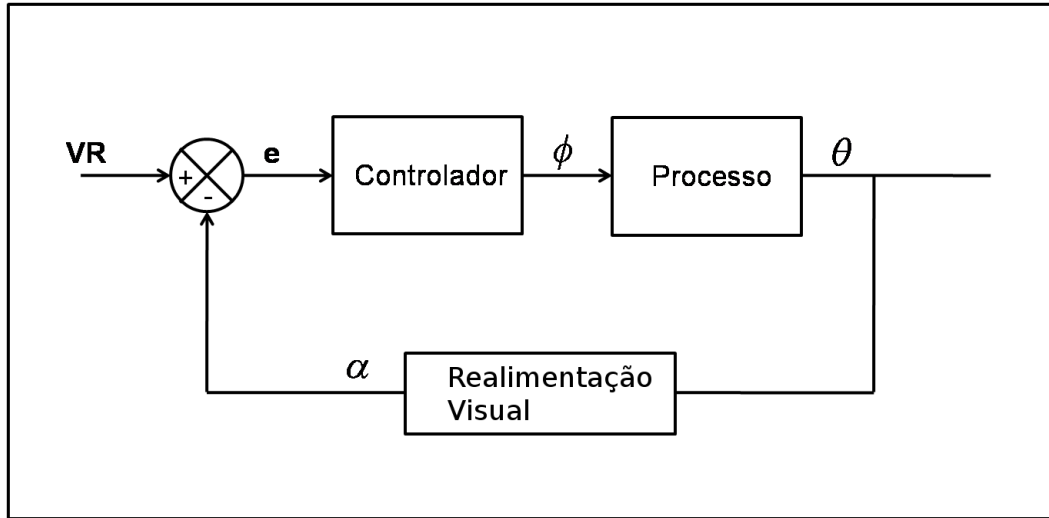 VR
+
-
e
Controlador
ϕ
Processo
θ
α
Realimentação
Visual